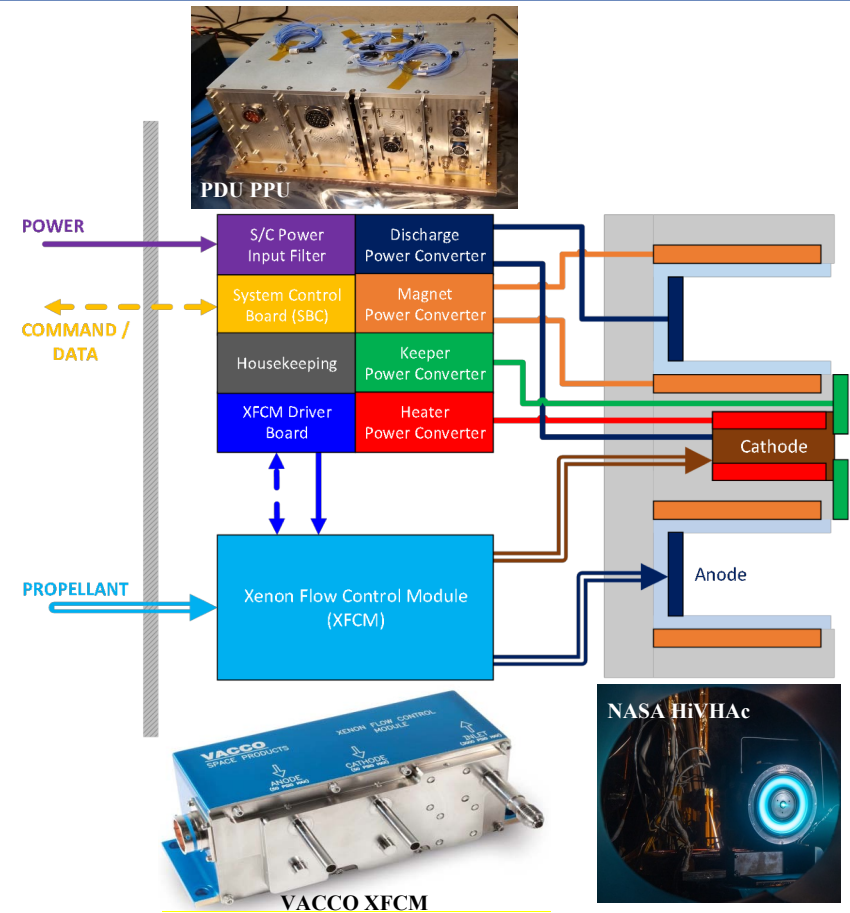 PDU PPU
POWER
COMMAND /
DATA
PROPELLANT
S/C Power
Input Filter
Discharge
Power Converter
System Control
Board (SBC)
Magnet
Power Converter
Housekeeping
Keeper
Power Converter
XFCM Driver
Board
Heater
Power Converter
Cathode
Xenon Flow Control Module
(XFCM)
Anode
VACCO
SPACE PRODUCTS
XENON FLOW CONTROL
MODULE
ANODE
CATHODE
INLET
VACCO XFCM
NASA HiVHAc